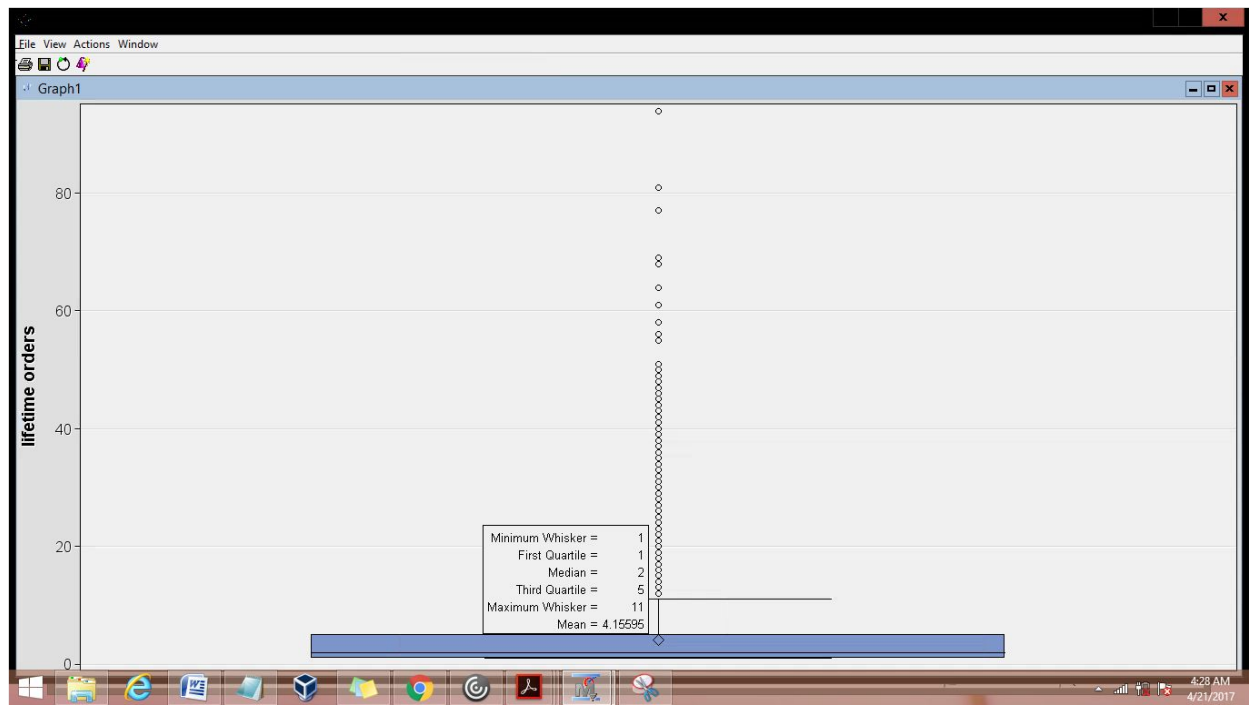 x
File View Actions Window
Graph1
80
60
40
20
0
lifetime orders
Minimum Whisker = 1
First Quartile = 1
Median = 2
Third Quartile = 5
Maximum Whisker = 11
Mean = 4.15595
4:28 AM
4/21/2017